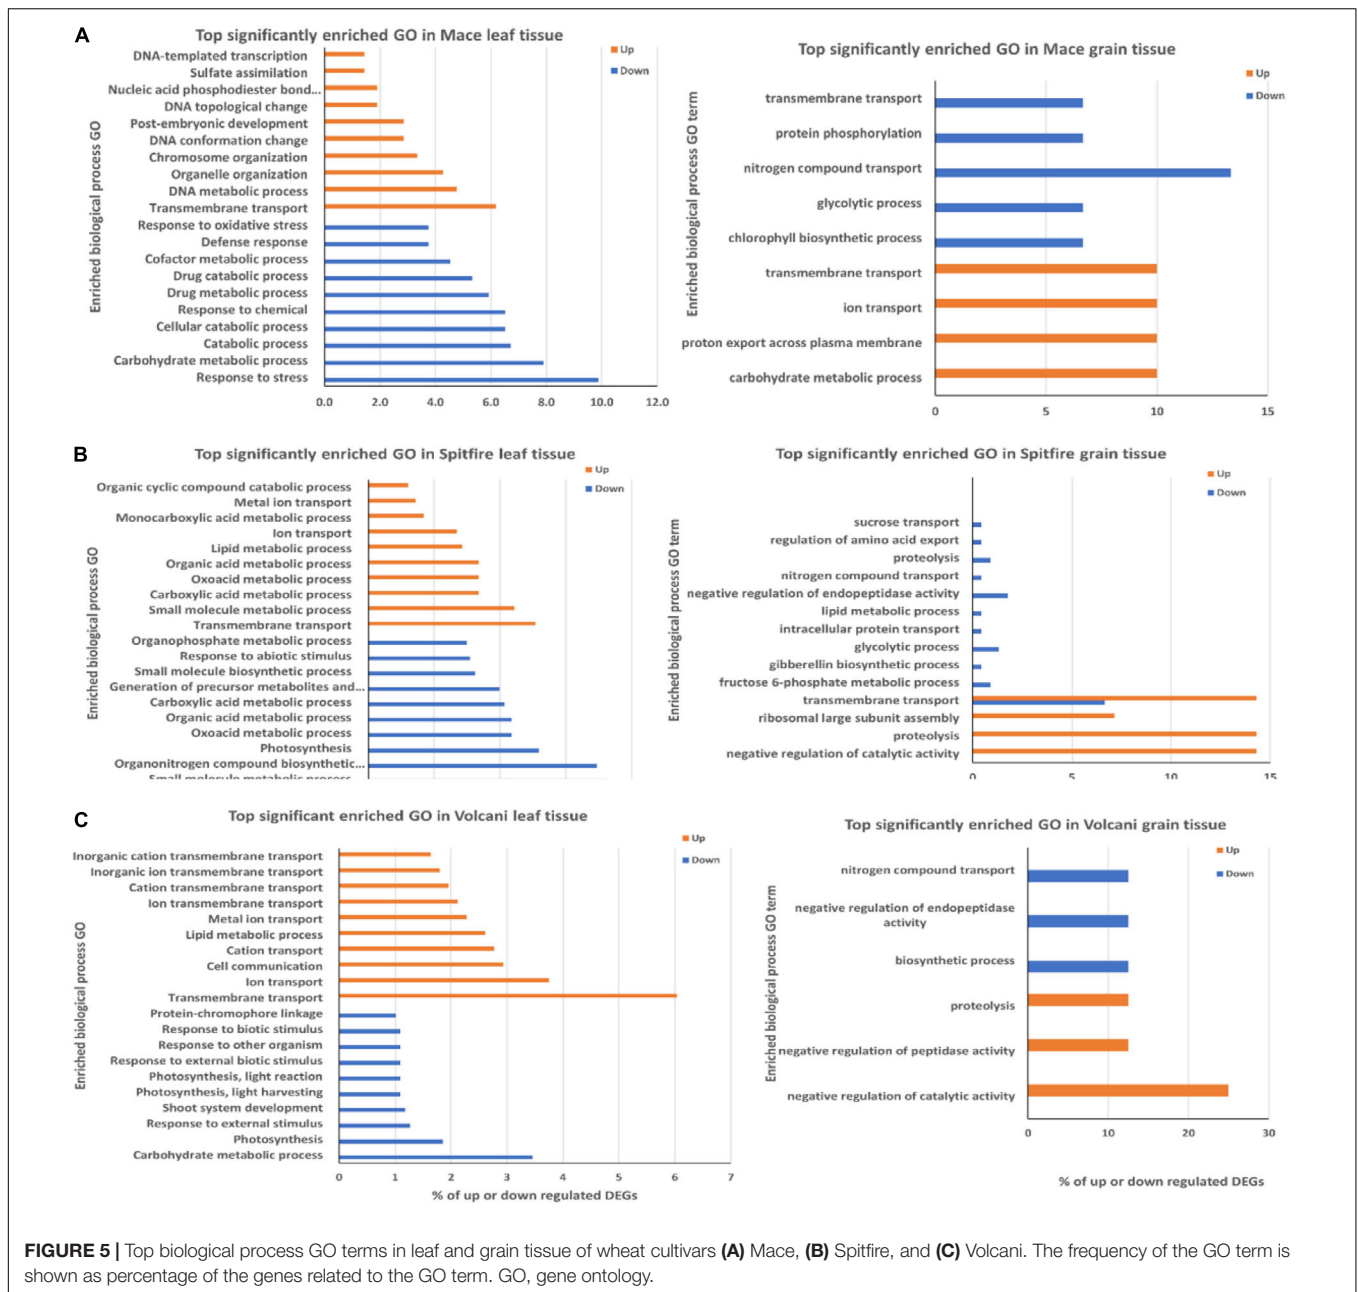 A
Top significantly enriched GO in Mace leaf tissue
Up
Down
Enriched biological process GO
DNA-templated transcription
Sulfate assimilation
Nucleic acid phosphodiester bond...
DNA topological change
Post-embryonic development
DNA conformation change
Chromosome organization
Organelle organization
DNA metabolic process
Transmembrane transport
Response to oxidative stress
Defense response
Cofactor metabolic process
Drug catabolic process
Drug metabolic process
Response to chemical
Cellular catabolic process
Catabolic process
Carbohydrate metabolic process
Response to stress
0.0 2.0 4.0 6.0 8.0 10.0 12.0
Top significantly enriched GO in Mace grain tissue
Up
Down
Enriched biological process GO term
transmembrane transport
protein phosphorylation
nitrogen compound transport
glycolytic process
chlorophyll biosynthetic process
transmembrane transport
ion transport
proton export across plasma membrane
carbohydrate metabolic process
0 5 10 15
B
Top significantly enriched GO in Spitfire leaf tissue
Up
Down
Enriched biological process GO
Organic cyclic compound catabolic process
Metal ion transport
Monocarboxylic acid metabolic process
Ion transport
Lipid metabolic process
Organic acid metabolic process
Oxoacid metabolic process
Carboxylic acid metabolic process
Small molecule metabolic process
Transmembrane transport
Organophosphate metabolic process
Response to abiotic stimulus
Small molecule biosynthetic process
Generation of precursor metabolites and...
Carboxylic acid metabolic process
Organic acid metabolic process
Oxoacid metabolic process
Photosynthesis
Organonitrogen compound biosynthetic...
Small molecule metabolic process
Top significantly enriched GO in Spitfire grain tissue
Up
Down
Enriched biological process GO term
sucrose transport
regulation of amino acid export
proteolysis
nitrogen compound transport
negative regulation of endopeptidase activity
lipid metabolic process
intracellular protein transport
glycolytic process
gibberellin biosynthetic process
fructose 6-phosphate metabolic process
transmembrane transport
ribosomal large subunit assembly
proteolysis
negative regulation of catalytic activity
0 5 10 15
C
Top significant enriched GO in Volcani leaf tissue
Up
Down
Enriched biological process GO
Inorganic cation transmembrane transport
Inorganic ion transmembrane transport
Cation transmembrane transport
Ion transmembrane transport
Metal ion transport
Lipid metabolic process
Cation transport
Cell communication
Ion transport
Transmembrane transport
Protein-chromophore linkage
Response to biotic stimulus
Response to other organism
Response to external biotic stimulus
Photosynthesis, light reaction
Photosynthesis, light harvesting
Shoot system development
Response to external stimulus
Photosynthesis
Carbohydrate metabolic process
0 1 2 3 4 5 6 7
% of up or down regulated DEGs
Top significantly enriched GO in Volcani grain tissue
Up
Down
Enriched biological process GO term
nitrogen compound transport
negative regulation of endopeptidase
activity
biosynthetic process
proteolysis
negative regulation of peptidase activity
negative regulation of catalytic activity
0 10 20 30
% of up or down regulated DEGs
FIGURE 5 | Top biological process GO terms in leaf and grain tissue of wheat cultivars (A) Mace, (B) Spitfire, and (C) Volcani. The frequency of the GO term is
shown as percentage of the genes related to the GO term. GO, gene ontology.